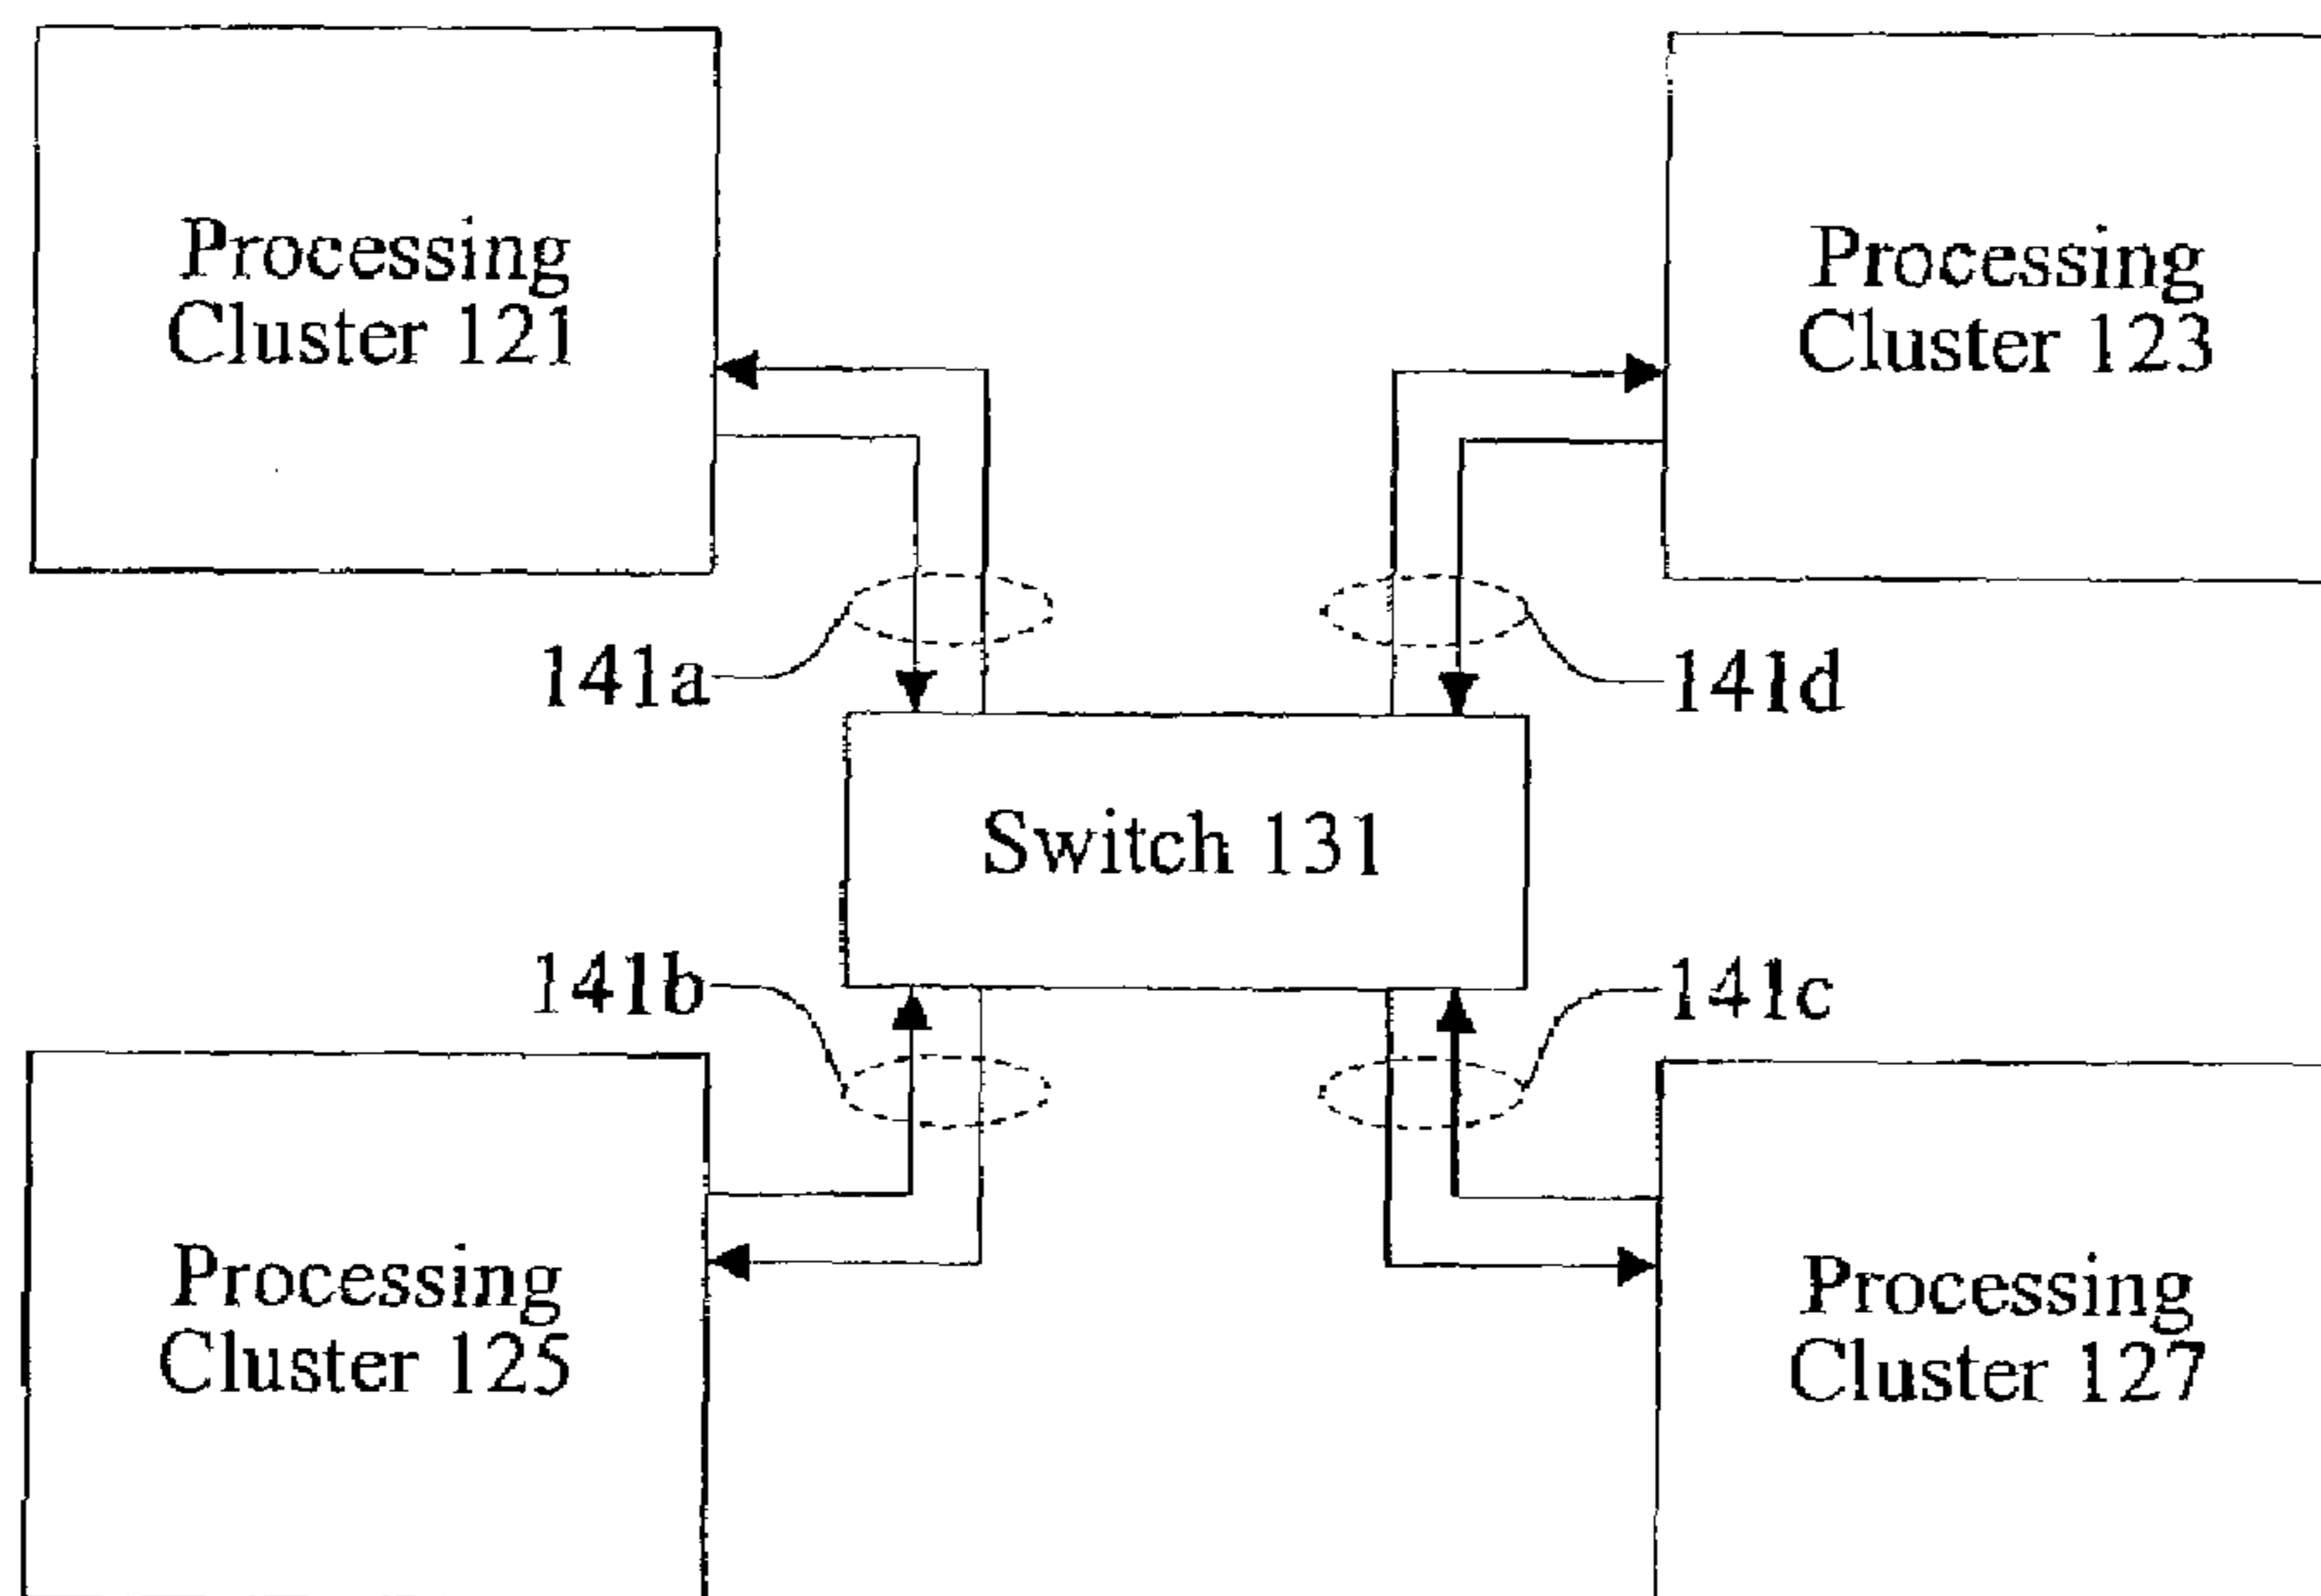 Processing
Cluster 121
Processing
Cluster 123
141a
141d
Switch 131
141b
141c
Processing
Cluster 125
Processing
Cluster 127